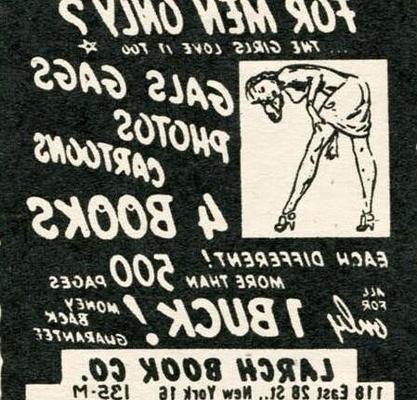 FOR MEN ONLY?
... THE GIRLS LOVE IT TOO
GALS GAGS
PHOTOS
CARTOONS
4 BOOKS
EACH DIFFERENT!
MORE THAN 500 PAGES
ALL FOR only 1 BUCK!
MONEY BACK GUARANTEE
LARCH BOOK CO.
118 East 28 St., New York 16 135-M